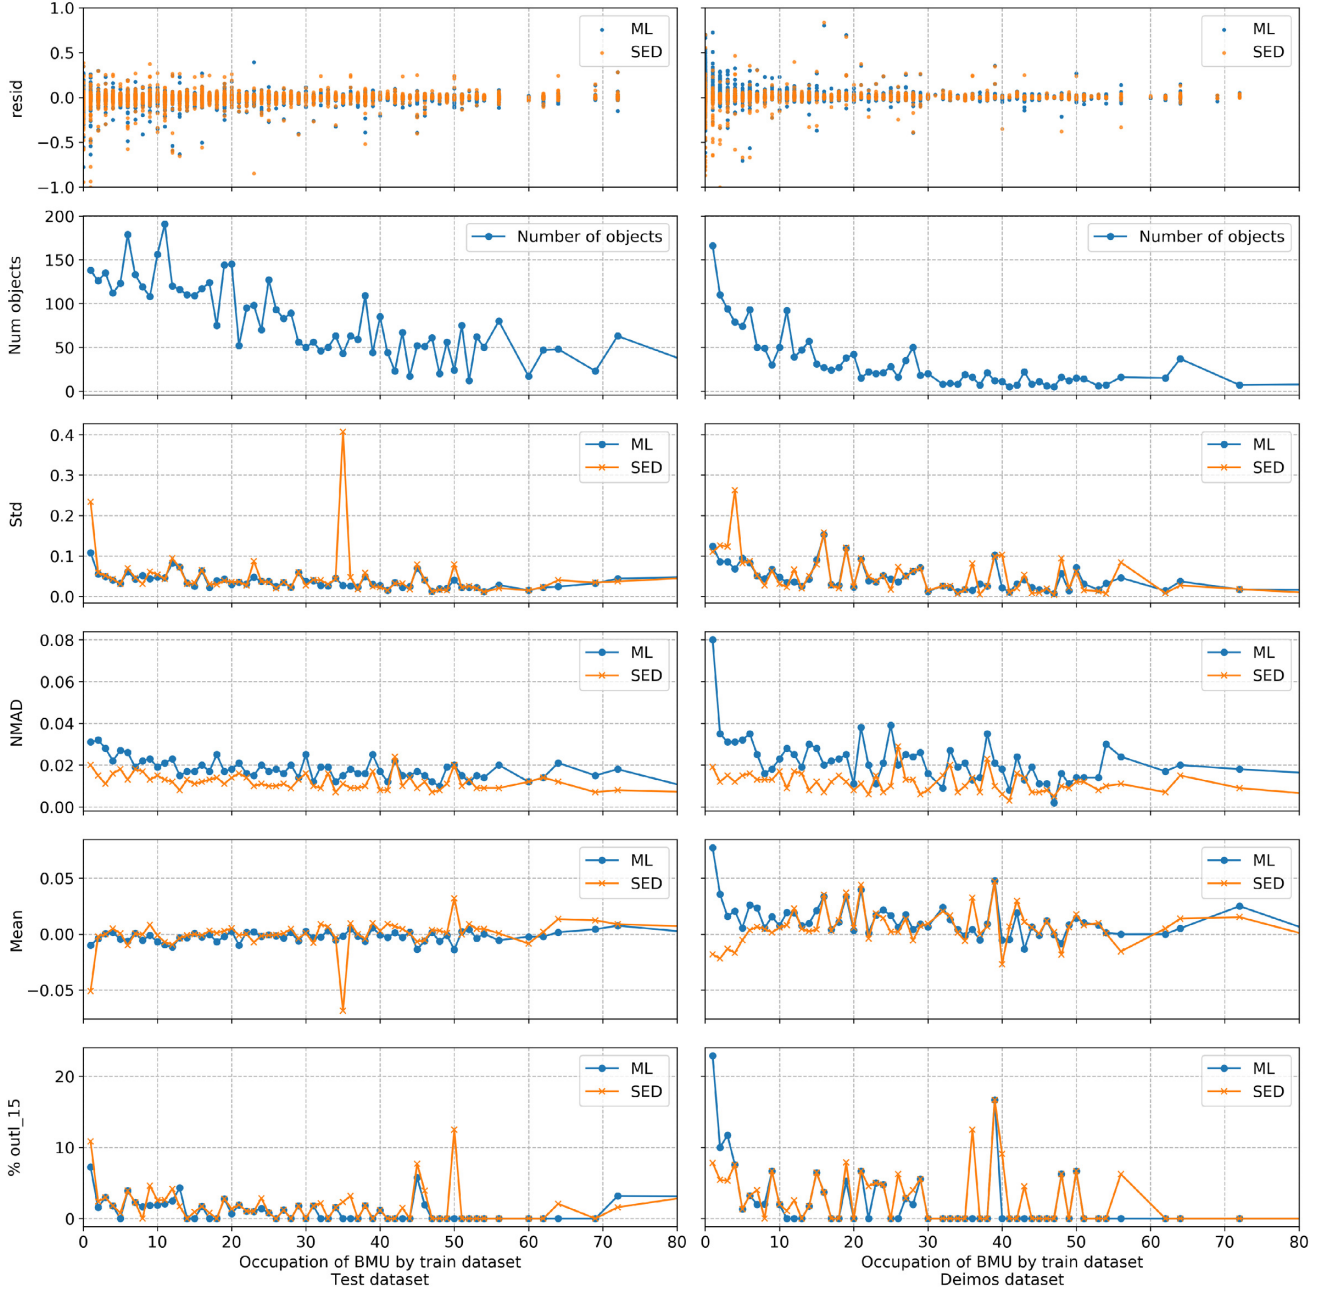 resid
1.0
0.5
0.0
−0.5
−1.0
ML
SED
ML
SED
Num objects
200
150
100
50
0
Number of objects
Number of objects
Std
0.4
0.3
0.2
0.1
0.0
ML
SED
ML
SED
NMAD
0.08
0.06
0.04
0.02
0.00
ML
SED
ML
SED
Mean
0.05
0.00
−0.05
ML
SED
ML
SED
% outl_15
20
10
0
ML
SED
ML
SED
0 10 20 30 40 50 60 70 80
0 10 20 30 40 50 60 70 80
Occupation of BMU by train dataset
Test dataset
Occupation of BMU by train dataset
Deimos dataset